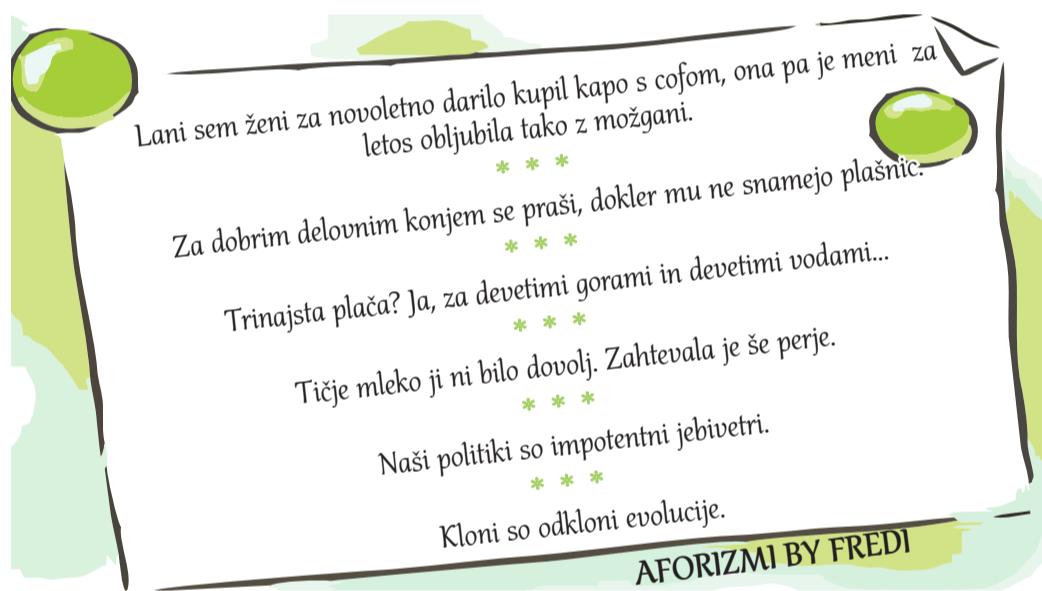 Lani sem ženi za novoletno darilo kupil kapo s cofom, ona pa je meni za
letos obljubila tako z možgani.
* * *
Za dobrim delovnim konjem se praši, dokler mu ne snamejo plašnic.
* * *
Trinajsta plača? Ja, za devetimi gorami in devetimi vodami...
* * *
Tičje mleko ji ni bilo dovolj. Zahtevala je še perje.
* * *
Naši politiki so impotentni jebivetri.
* * *
Kloni so odkloni evolucije.
AFORIZMI BY FREDI